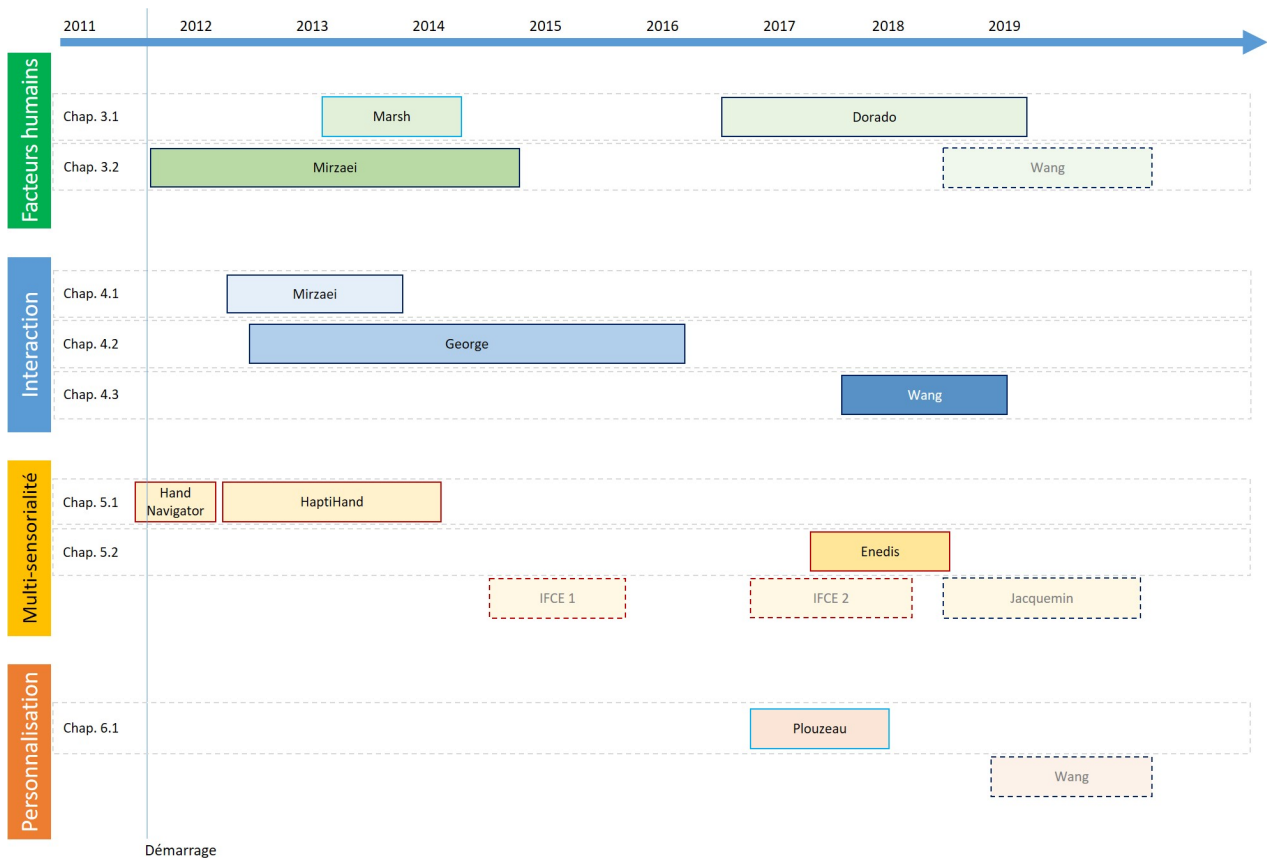 2011 2012 2013 2014 2015 2016 2017 2018 2019
Facteurs humains
Chap. 3.1 Marsh Dorado
Chap. 3.2 Mirzaei Wang
Interaction
Chap. 4.1 Mirzaei
Chap. 4.2 George
Chap. 4.3 Wang
Multi-sensorialité
Chap. 5.1 Hand
Navigator HaptiHand
Chap. 5.2 Enedis
IFCE 1 IFCE 2 Jacquemin
Personnalisation
Chap. 6.1 Plouzeau
Wang
Démarrage